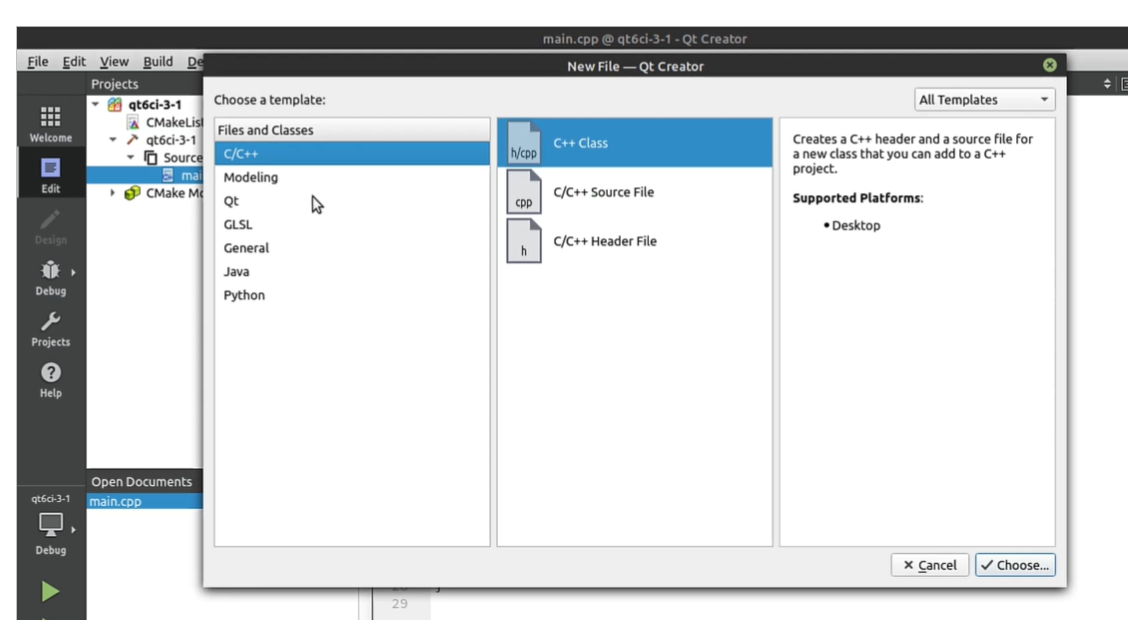 main.cpp @ qt6ci-3-1 - Qt Creator
File Edit View Build De
New File — Qt Creator
Projects
qt6ci-3-1
CMakeList
qt6ci-3-1
Source
mai
CMake Mo
Welcome
Edit
Design
Debug
Projects
Help
Open Documents
main.cpp
qt6ci-3-1
Debug
Choose a template:
All Templates
Files and Classes
C/C++
Modeling
Qt
GLSL
General
Java
Python
h/cpp
C++ Class
cpp
C/C++ Source File
h
C/C++ Header File
Creates a C++ header and a source file for
a new class that you can add to a C++
project.
Supported Platforms:
• Desktop
Cancel
Choose...
29